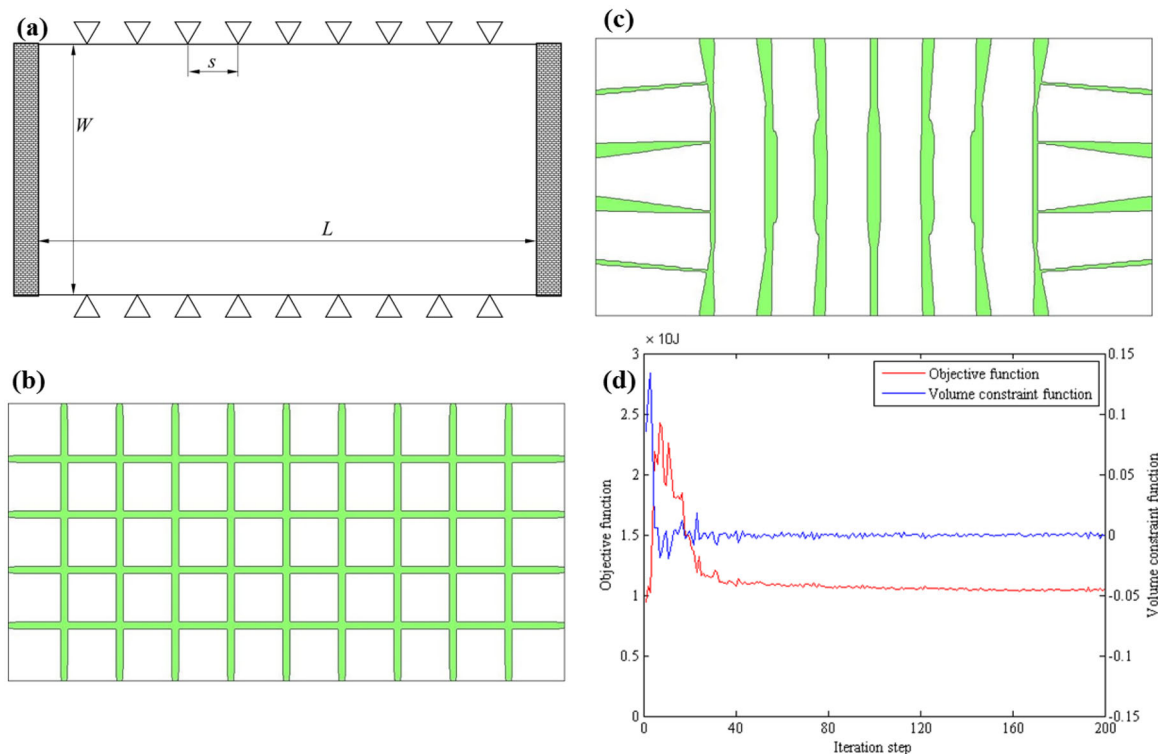 (a)
s
W
L
(b)
(c)
(d)
× 10J
Objective function
Volume constraint function
3
2.5
2
1.5
1
0.5
0
0.15
0.1
0.05
0
-0.05
-0.1
-0.15
0
40
80
120
160
200
Objective function
Volume constraint function
Iteration step